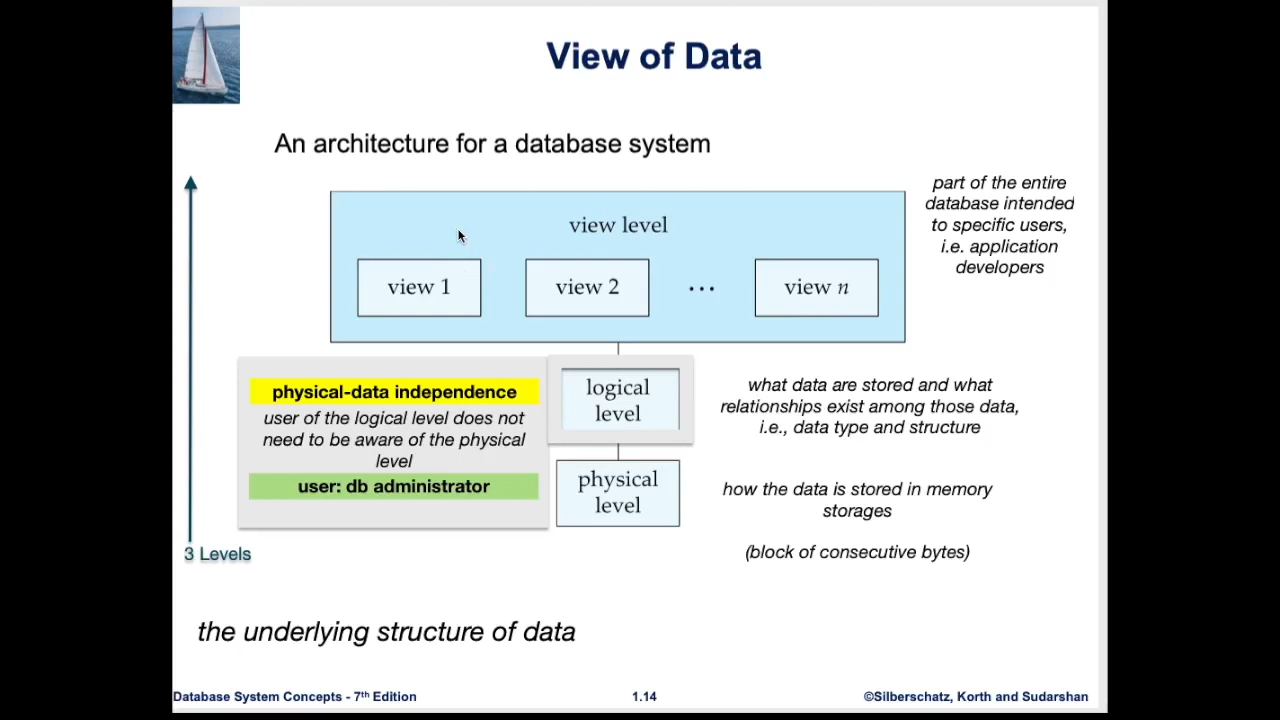 View of Data
An architecture for a database system
part of the entire
database intended
to specific users,
i.e. application
developers
view level
view 1
view 2
...
view n
physical-data independence
user of the logical level does not
need to be aware of the physical
level
user: db administrator
logical
level
what data are stored and what
relationships exist among those data,
i.e., data type and structure
physical
level
how the data is stored in memory
storages
(block of consecutive bytes)
3 Levels
the underlying structure of data
Database System Concepts - 7th Edition
1.14
©Silberschatz, Korth and Sudarshan